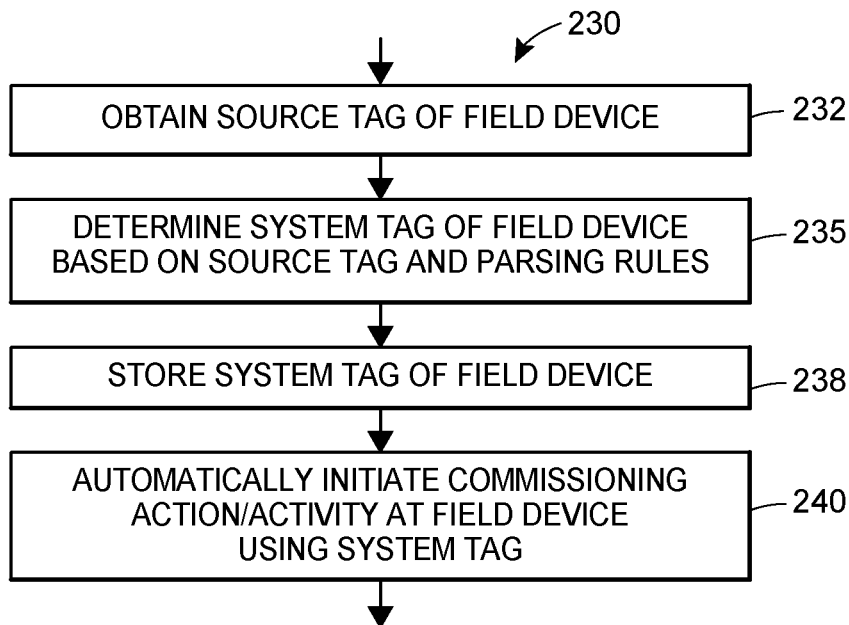 230
OBTAIN SOURCE TAG OF FIELD DEVICE
232
DETERMINE SYSTEM TAG OF FIELD DEVICE
BASED ON SOURCE TAG AND PARSING RULES
235
STORE SYSTEM TAG OF FIELD DEVICE
238
AUTOMATICALLY INITIATE COMMISSIONING
ACTION/ACTIVITY AT FIELD DEVICE
USING SYSTEM TAG
240